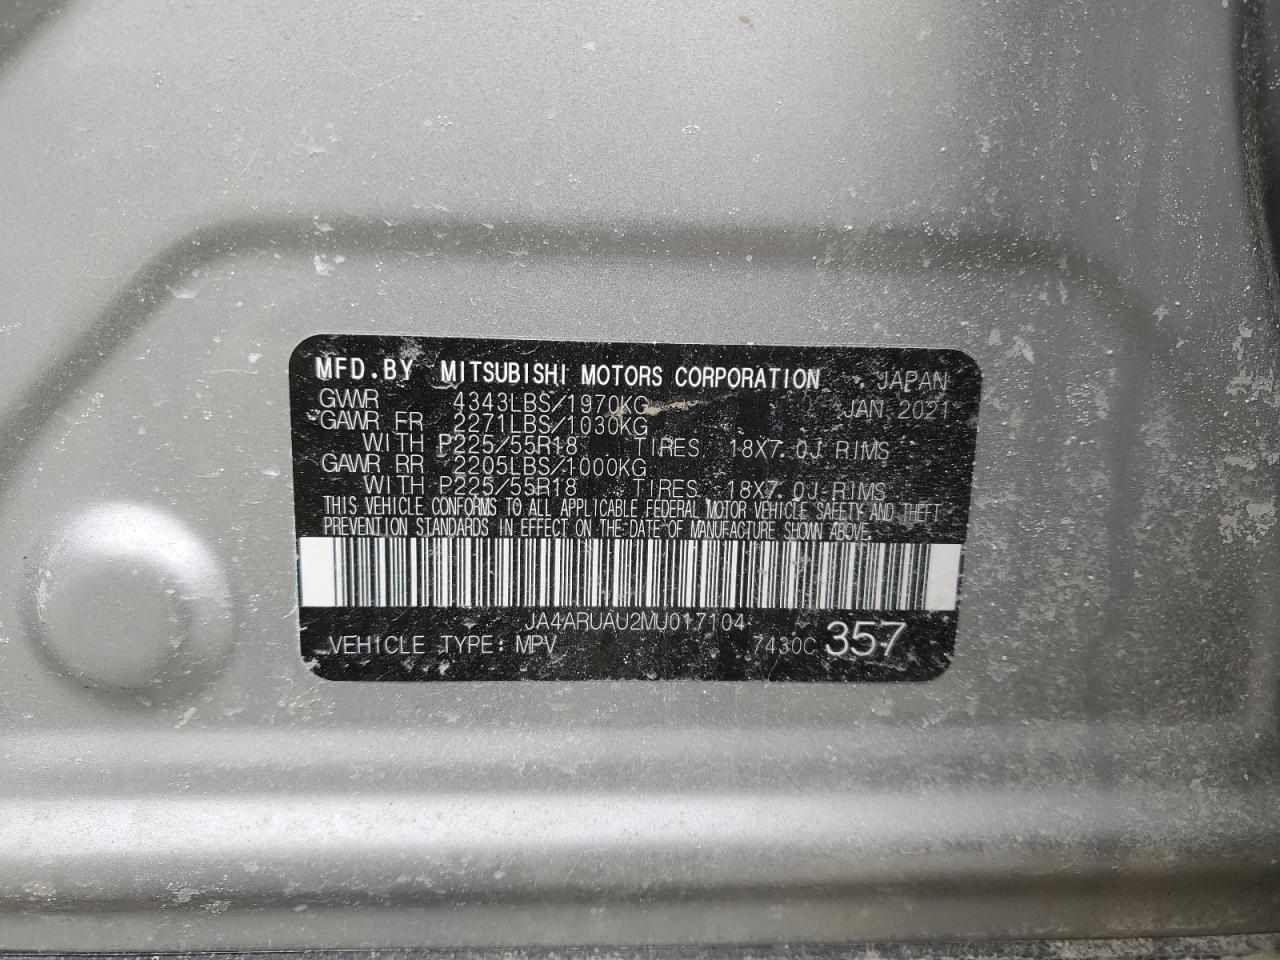 MFD.BY MITSUBISHI MOTORS CORPORATION JAPAN
GVWR 4343LBS/1970KG JAN 2021
GAWR FR 2271LBS/1030KG
WITH P225/55R18 TIRES 18X7.0J RIMS
GAWR RR 2205LBS/1000KG
WITH P225/55R18 TIRES 18X7.0J RIMS
THIS VEHICLE CONFORMS TO ALL APPLICABLE FEDERAL MOTOR VEHICLE SAFETY AND THEFT
PREVENTION STANDARDS IN EFFECT ON THE DATE OF MANUFACTURE SHOWN ABOVE.
JA4ARUAU2MU017104
VEHICLE TYPE: MPV 7430C 357